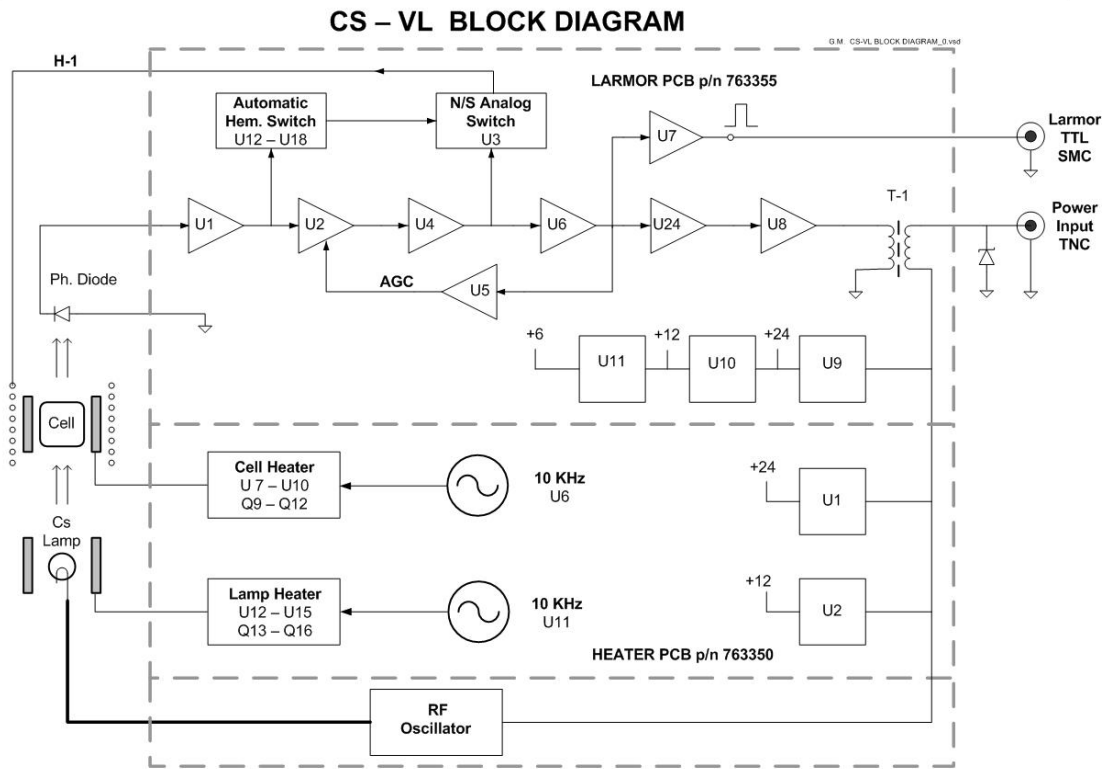 CS – VL BLOCK DIAGRAM
G.M. CS-VL BLOCK DIAGRAM_0.vsd
H-1
LARMOR PCB p/n 763355
Automatic
Hem. Switch
U12 – U18
N/S Analog
Switch
U3
U7
Larmor
TTL
SMC
U1
U2
U4
U6
U24
U8
T-1
Power
Input
TNC
Ph. Diode
AGC
U5
+6
U11
+12
U10
+24
U9
Cell
Cell Heater
U 7 – U10
Q9 – Q12
10 KHz
U6
+24
U1
Cs
Lamp
Lamp Heater
U12 – U15
Q13 – Q16
10 KHz
U11
+12
U2
HEATER PCB p/n 763350
RF
Oscillator